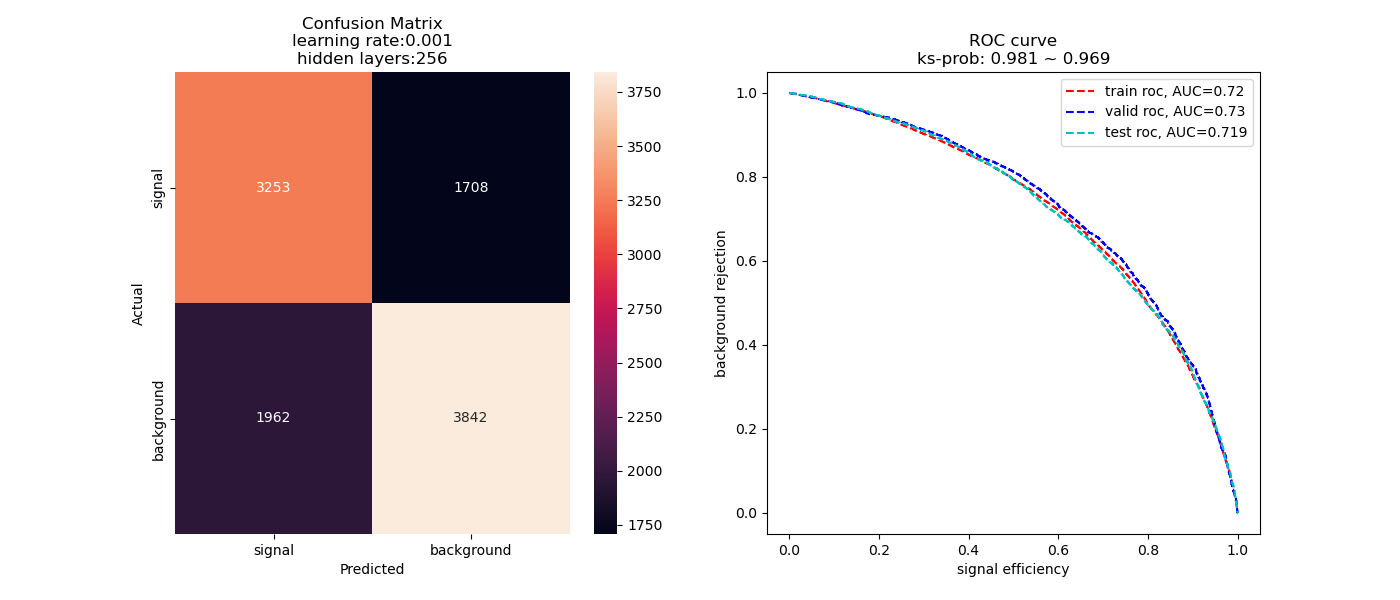 Confusion Matrix
learning rate:0.001
hidden layers:256
signal
background
Actual
3253
1708
1962
3842
signal
background
Predicted
3750
3500
3250
3000
2750
2500
2250
2000
1750
ROC curve
ks-prob: 0.981 ~ 0.969
train roc, AUC=0.72
valid roc, AUC=0.73
test roc, AUC=0.719
background rejection
1.0
0.8
0.6
0.4
0.2
0.0
0.0
0.2
0.4
0.6
0.8
1.0
signal efficiency